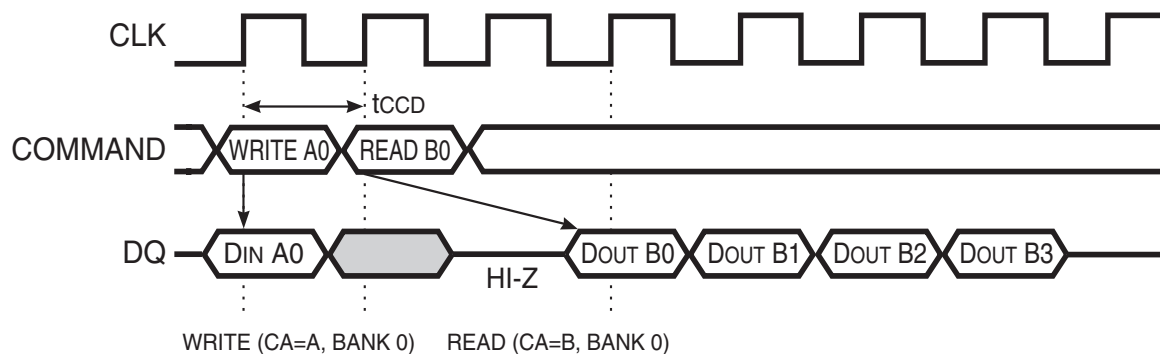 CLK
tCCD
COMMAND WRITE A0 READ B0
DQ DIN A0 DOUT B0 DOUT B1 DOUT B2 DOUT B3
HI-Z
WRITE (CA=A, BANK 0) READ (CA=B, BANK 0)